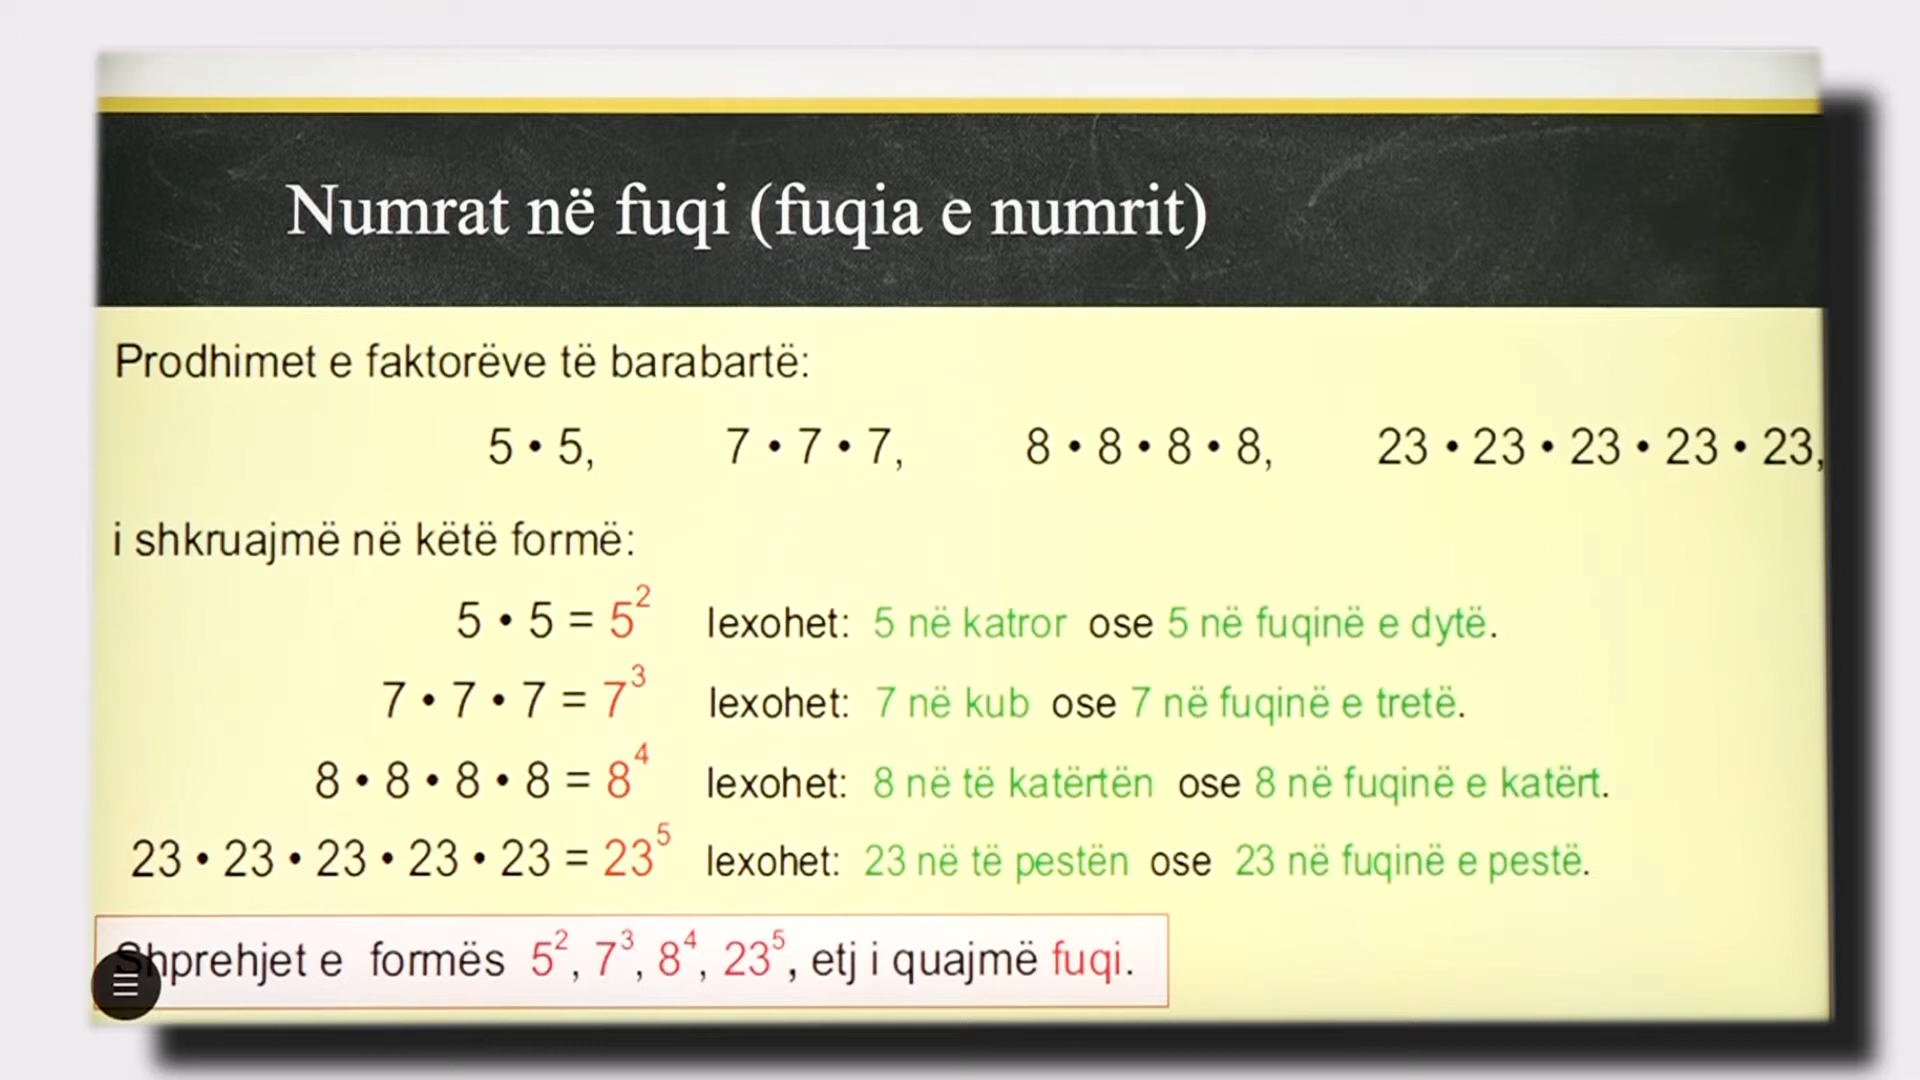 Numrat në fuqi (fuqia e numrit)
Prodhimet e faktorëve të barabartë:
5 • 5, 7 • 7 • 7, 8 • 8 • 8 • 8, 23 • 23 • 23 • 23 • 23,
i shkruajmë në këtë formë:
5 • 5 = 5² lexohet: 5 në katror ose 5 në fuqinë e dytë.
7 • 7 • 7 = 7³ lexohet: 7 në kub ose 7 në fuqinë e tretë.
8 • 8 • 8 • 8 = 8⁴ lexohet: 8 në të katërtën ose 8 në fuqinë e katërt.
23 • 23 • 23 • 23 • 23 = 23⁵ lexohet: 23 në të pestën ose 23 në fuqinë e pestë.
Shprehjet e formës 5², 7³, 8⁴, 23⁵, etj i quajmë fuqi.